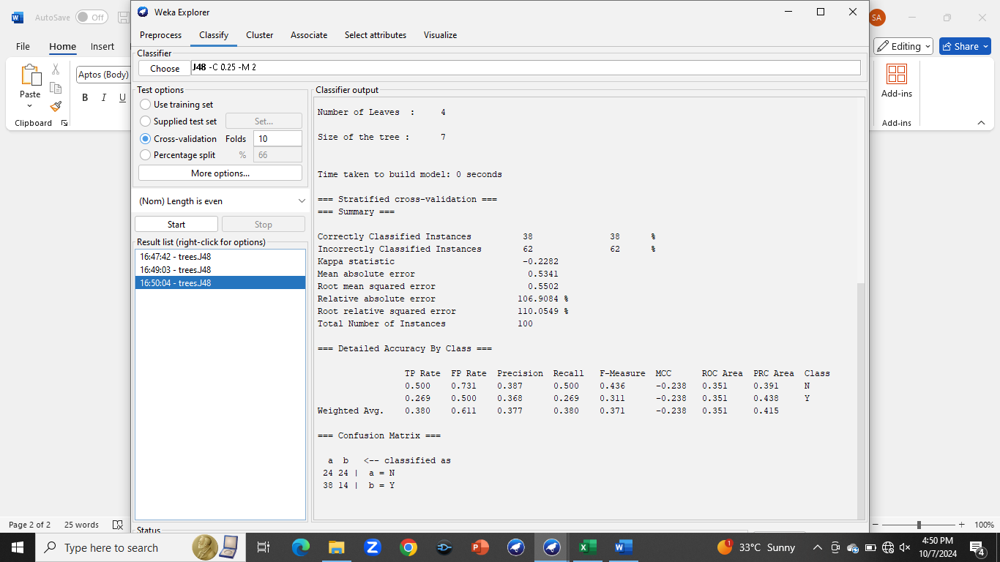 AutoSave Off
Weka Explorer
SA
Preprocess Classify Cluster Associate Select attributes Visualize
File Home Insert
Editing Share
Classifier
Choose J48 -C 0.25 -M 2
Aptos (Body)
Paste
B I U
Clipboard
Add-ins
Add-ins
Test options
Use training set
Supplied test set Set...
Cross-validation Folds 10
Percentage split % 66
More options...
(Nom) Length is even
Start Stop
Result list (right-click for options)
16:47:42 - trees.J48
16:49:03 - trees.J48
16:50:04 - trees.J48
Classifier output
Number of Leaves : 4
Size of the tree : 7
Time taken to build model: 0 seconds
=== Stratified cross-validation ===
=== Summary ===
Correctly Classified Instances 38 38 %
Incorrectly Classified Instances 62 62 %
Kappa statistic -0.2282
Mean absolute error 0.5341
Root mean squared error 0.5502
Relative absolute error 106.9084 %
Root relative squared error 110.0549 %
Total Number of Instances 100
=== Detailed Accuracy By Class ===
TP Rate FP Rate Precision Recall F-Measure MCC ROC Area PRC Area Class
0.500 0.731 0.387 0.500 0.436 -0.238 0.351 0.391 N
0.269 0.500 0.368 0.269 0.311 -0.238 0.351 0.438 Y
Weighted Avg. 0.380 0.611 0.377 0.380 0.371 -0.238 0.351 0.415
=== Confusion Matrix ===
a b <-- classified as
24 24 | a = N
38 14 | b = Y
Status
Page 2 of 2 25 words
100%
Type here to search
33°C Sunny
4:50 PM
10/7/2024
4